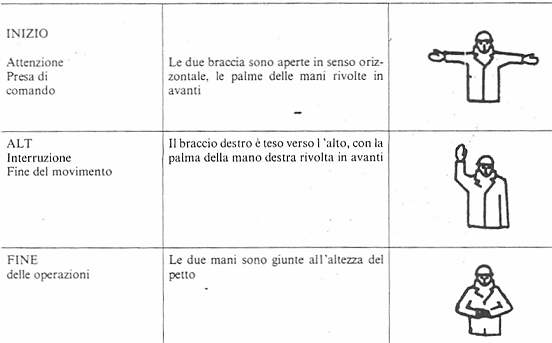 INIZIO
Attenzione
Presa di
comando
Le due braccia sono aperte in senso oriz-
zontale, le palme delle mani rivolte in
avanti
ALT
Interruzione
Fine del movimento
Il braccio destro è teso verso l'alto, con la
palma della mano destra rivolta in avanti
FINE
delle operazioni
Le due mani sono giunte all'altezza del
petto